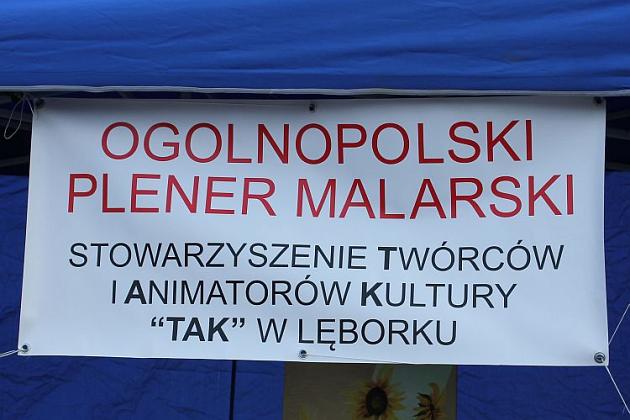 OGOLNOPOLSKI
PLENER MALARSKI
STOWARZYSZENIE TWÓRCÓW
I ANIMATORÓW KULTURY
“TAK” W LĘBORKU